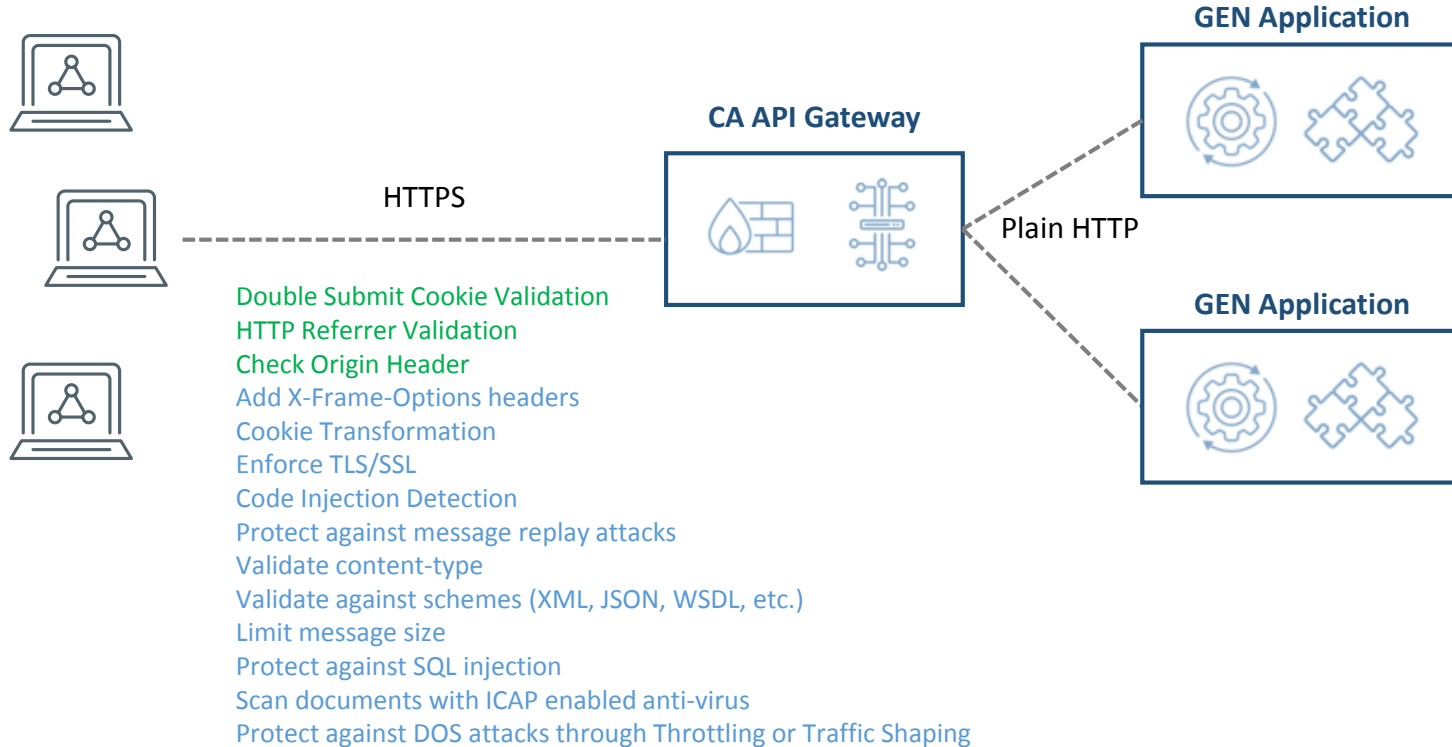 GEN Application
CA API Gateway
HTTPS
Plain HTTP
GEN Application
Double Submit Cookie Validation
HTTP Referrer Validation
Check Origin Header
Add X-Frame-Options headers
Cookie Transformation
Enforce TLS/SSL
Code Injection Detection
Protect against message replay attacks
Validate content-type
Validate against schemes (XML, JSON, WSDL, etc.)
Limit message size
Protect against SQL injection
Scan documents with ICAP enabled anti-virus
Protect against DOS attacks through Throttling or Traffic Shaping